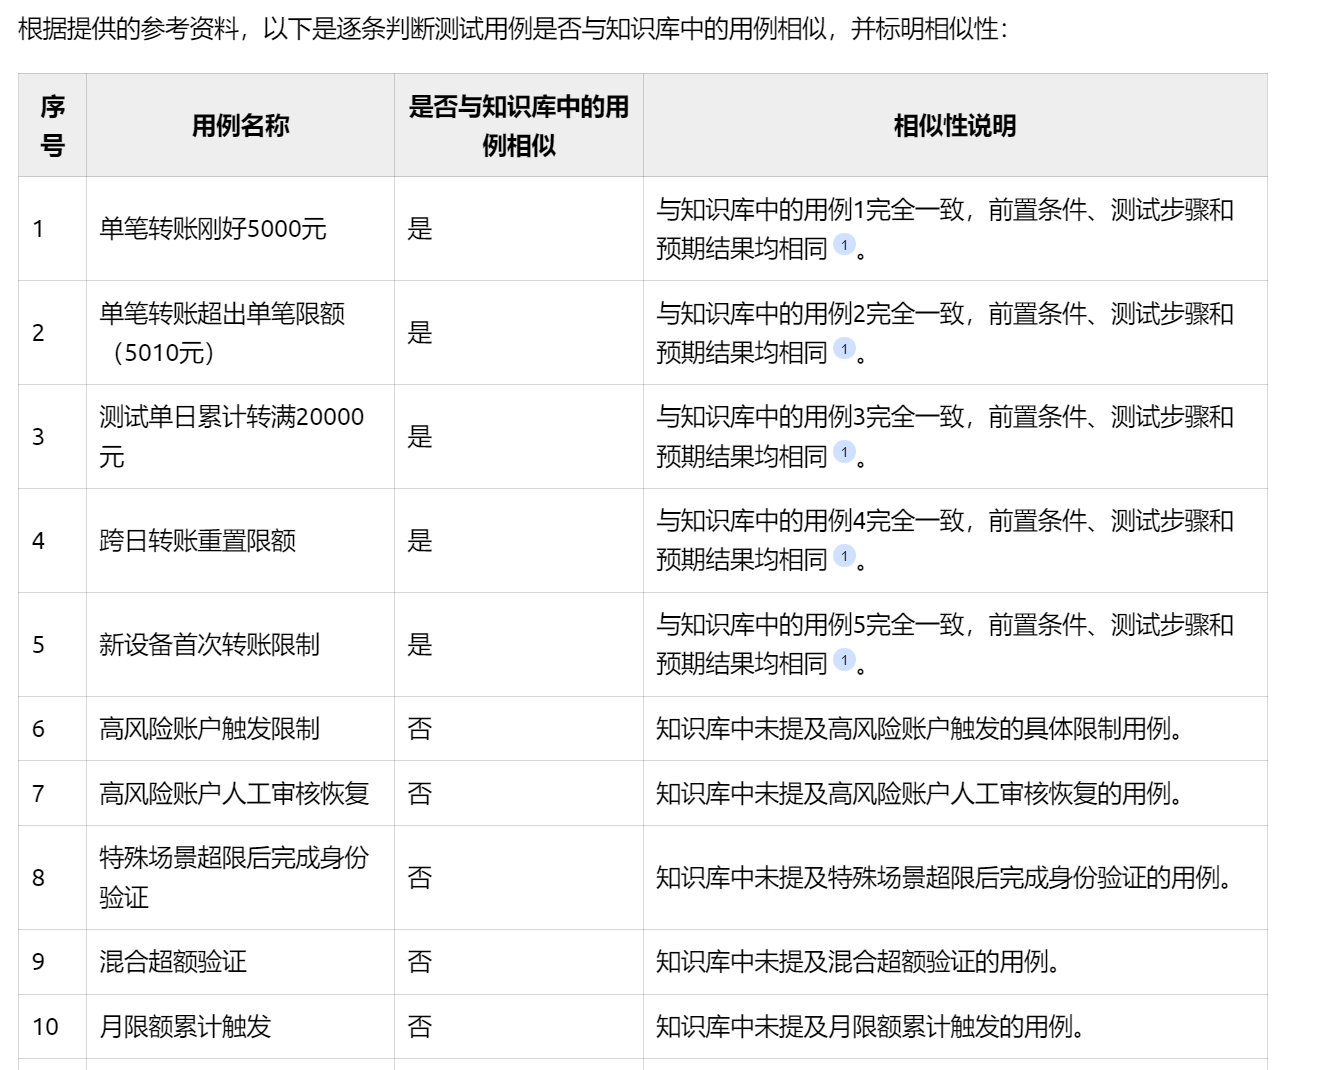 根据提供的参考资料，以下是逐条判断测试用例是否与知识库中的用例相似，并标明相似性：
序
号
用例名称
是否与知识库中的用
例相似
相似性说明
1
单笔转账刚好5000元
是
与知识库中的用例1完全一致，前置条件、测试步骤和
预期结果均相同 1。
2
单笔转账超出单笔限额
（5010元）
是
与知识库中的用例2完全一致，前置条件、测试步骤和
预期结果均相同 1。
3
测试单日累计转满20000
元
是
与知识库中的用例3完全一致，前置条件、测试步骤和
预期结果均相同 1。
4
跨日转账重置限额
是
与知识库中的用例4完全一致，前置条件、测试步骤和
预期结果均相同 1。
5
新设备首次转账限制
是
与知识库中的用例5完全一致，前置条件、测试步骤和
预期结果均相同 1。
6
高风险账户触发限制
否
知识库中未提及高风险账户触发的具体限制用例。
7
高风险账户人工审核恢复
否
知识库中未提及高风险账户人工审核恢复的用例。
8
特殊场景超限后完成身份
验证
否
知识库中未提及特殊场景超限后完成身份验证的用例。
9
混合超额验证
否
知识库中未提及混合超额验证的用例。
10
月限额累计触发
否
知识库中未提及月限额累计触发的用例。